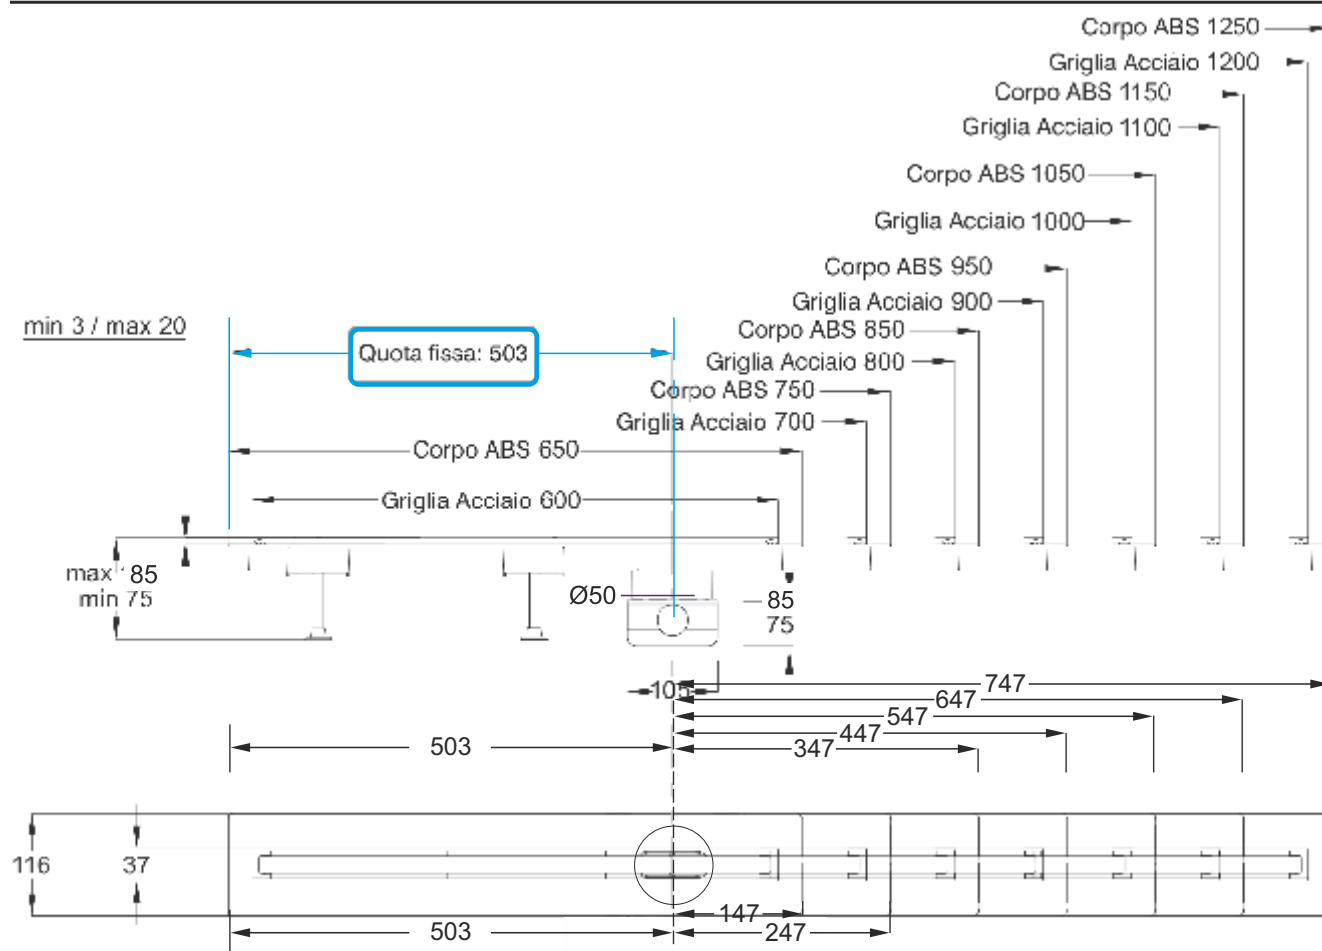 Corpo ABS 1250
Griglia Acciaio 1200
Corpo ABS 1150
Griglia Acciaio 1100
Corpo ABS 1050
Griglia Acciaio 1000
Corpo ABS 950
Griglia Acciaio 900
min 3 / max 20
Corpo ABS 850
Quota fissa: 503
Griglia Acciaio 800
Corpo ABS 750
Griglia Acciaio 700
Corpo ABS 650
Griglia Acciaio 600
max 85
min 75
Ø50
85
75
105
747
647
547
447
503
347
116
37
147
503
247